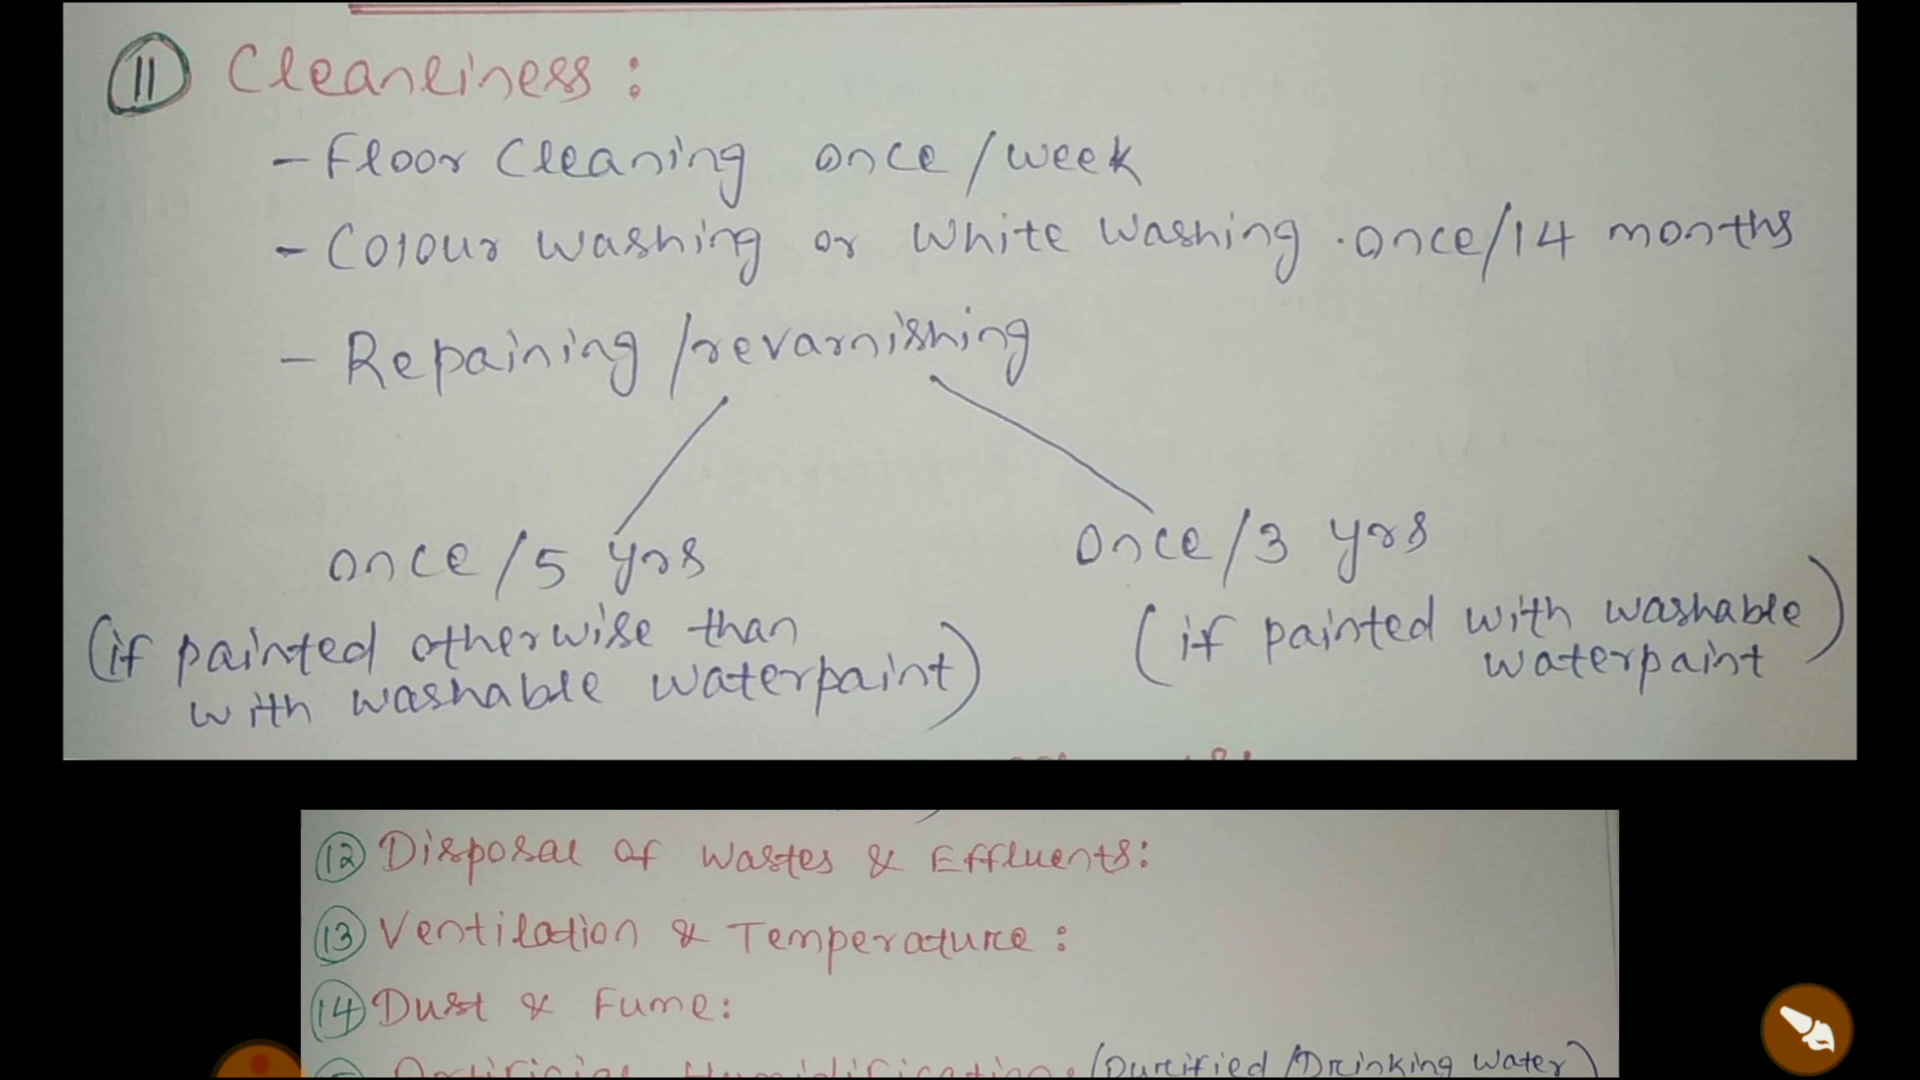 11 Cleanliness:
- Floor Cleaning once/week
- Colour washing or White washing. once/14 months
- Repaining/revarnishing
once/5 yrs
once/3 yrs
(if painted otherwise than
with washable waterpaint)
(if painted with washable
waterpaint)
12 Disposal of Wastes & Effluents:
13 Ventilation & Temperature:
14 Dust & Fume:
(purified/Drinking water)